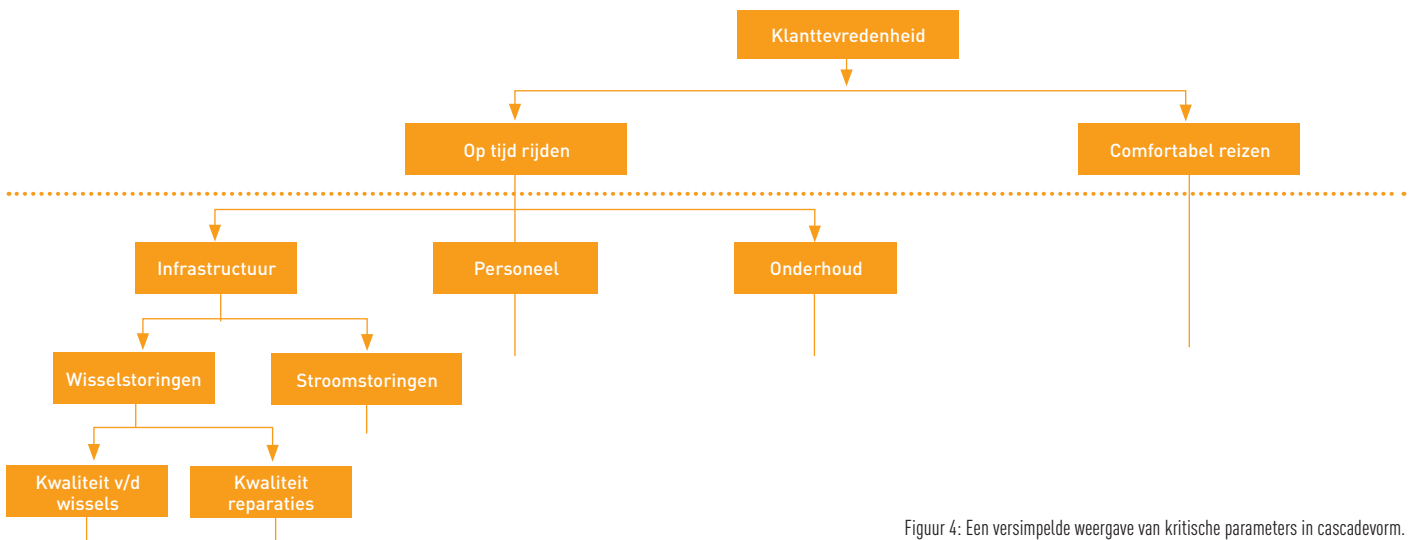 Klanttevredenheid
Op tijd rijden
Comfortabel reizen
Infrastructuur
Personeel
Onderhoud
Wisselstoringen
Stroomstoringen
Kwaliteit v/d
wissels
Kwaliteit
reparaties
Figuur 4: Een versimpelde weergave van kritische parameters in cascadevorm.